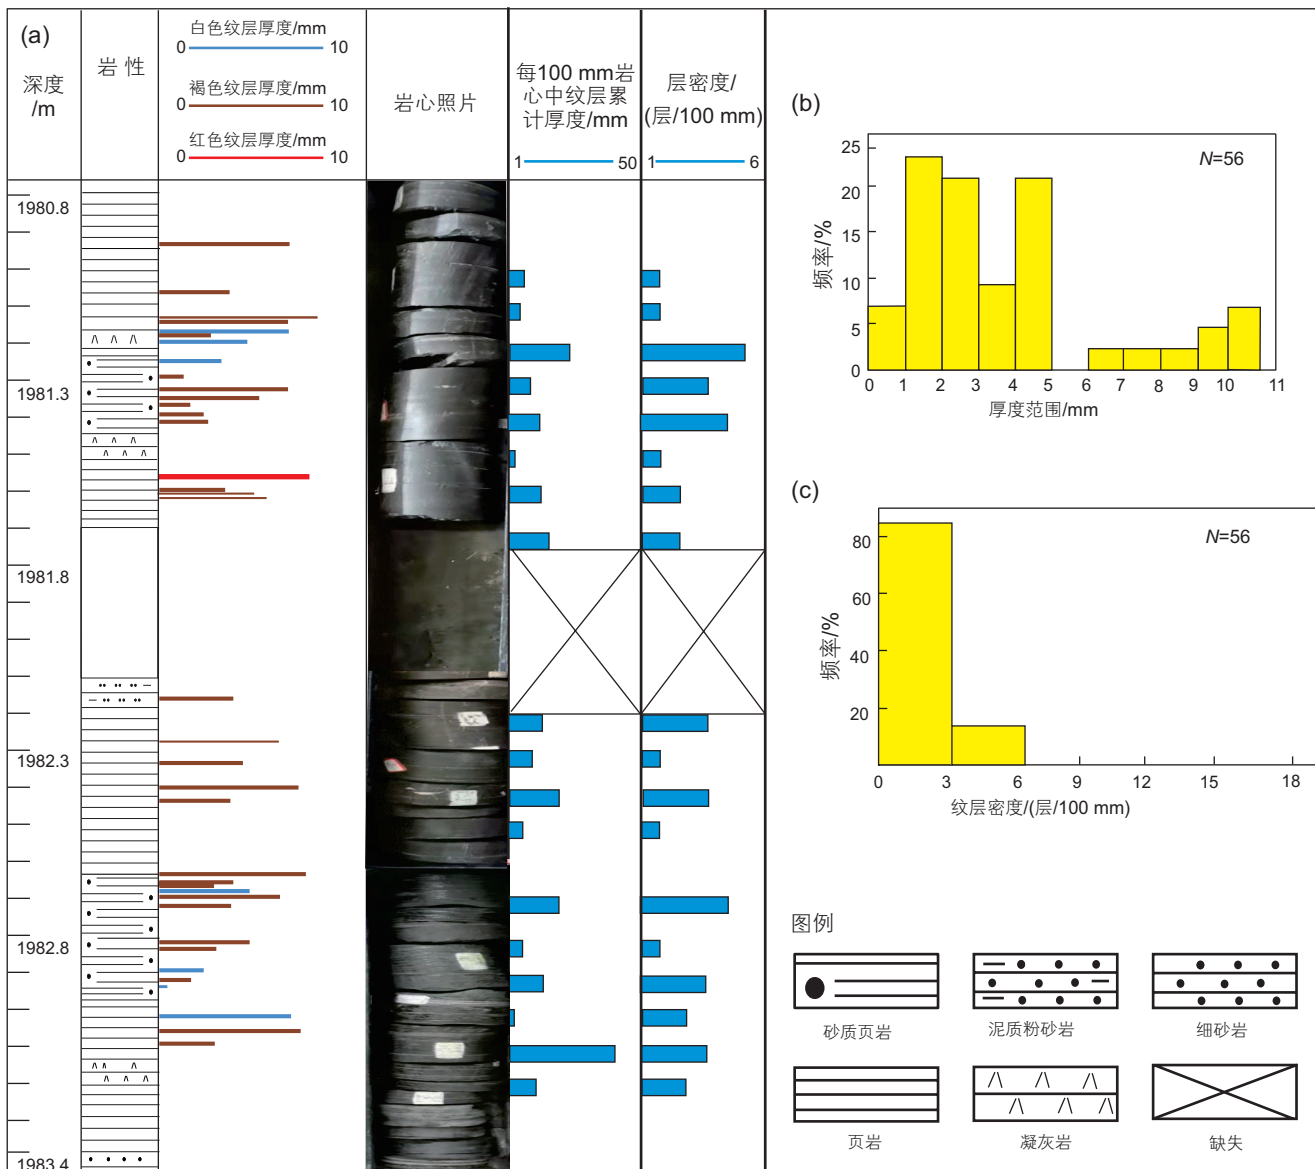 (a)
深度
/m
岩 性
白色纹层厚度/mm
0 10
褐色纹层厚度/mm
0 10
红色纹层厚度/mm
0 10
岩心照片
每100 mm岩
心中纹层累
计厚度/mm
1 50
层密度/
(层/100 mm)
1 6
1980.8
1981.3
1981.8
1982.3
1982.8
1983.4
(b)
N=56
频率/%
25
20
15
10
5
0
0 1 2 3 4 5 6 7 8 9 10 11
厚度范围/mm
(c)
N=56
频率/%
80
60
40
20
0 3 6 9 12 15 18
纹层密度/(层/100 mm)
图例
砂质页岩 泥质粉砂岩 细砂岩
页岩 凝灰岩 缺失